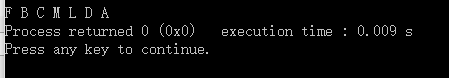 F B C M L D A
Process returned 0 (0x0)   execution time : 0.009 s
Press any key to continue.